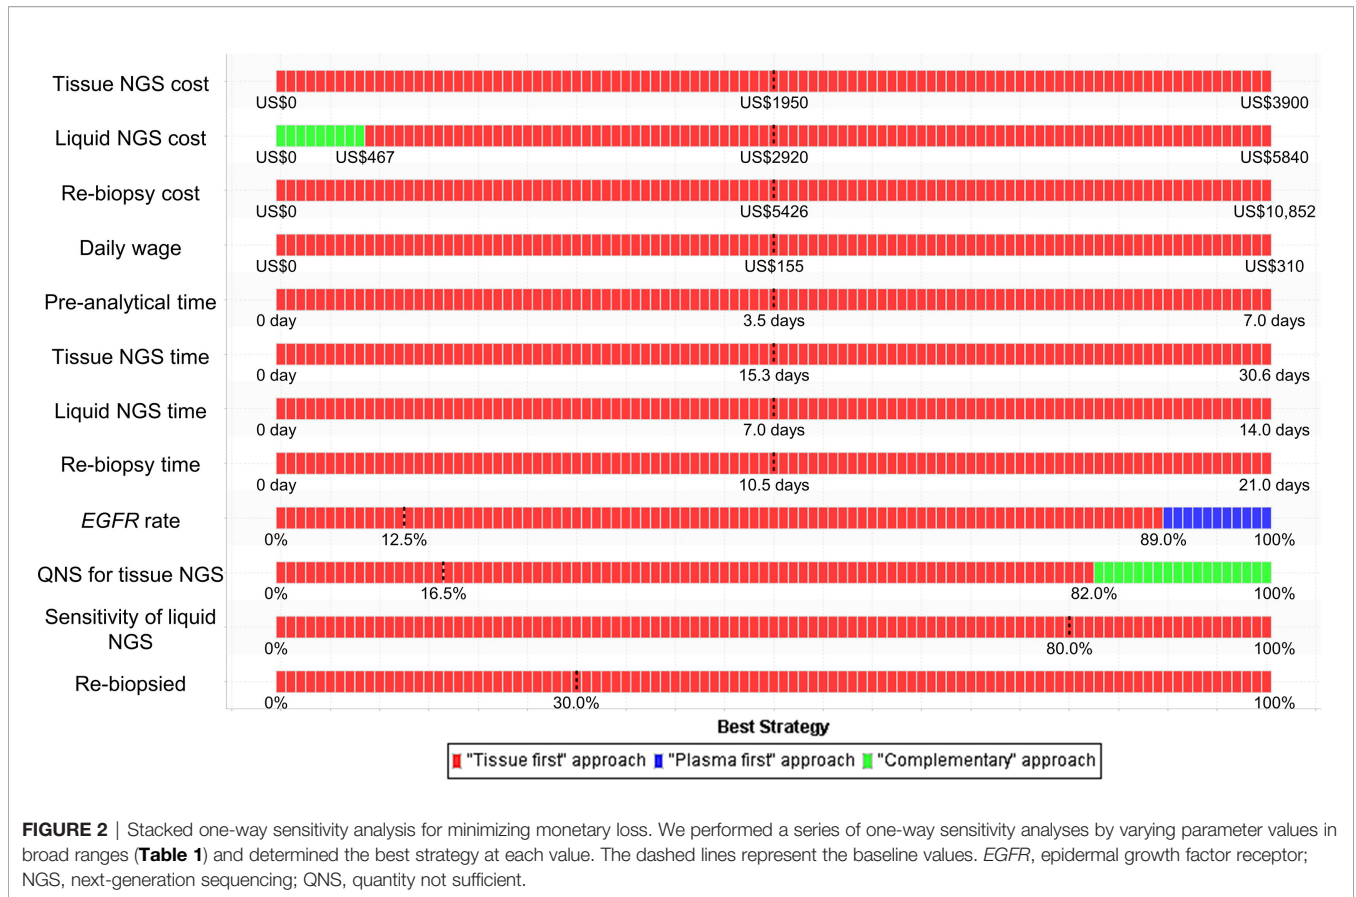 Tissue NGS cost
US$0 US$1950 US$3900
Liquid NGS cost
US$0 US$467 US$2920 US$5840
Re-biopsy cost
US$0 US$5426 US$10,852
Daily wage
US$0 US$155 US$310
Pre-analytical time
0 day 3.5 days 7.0 days
Tissue NGS time
0 day 15.3 days 30.6 days
Liquid NGS time
0 day 7.0 days 14.0 days
Re-biopsy time
0 day 10.5 days 21.0 days
EGFR rate
0% 12.5% 89.0% 100%
QNS for tissue NGS
0% 16.5% 82.0% 100%
Sensitivity of liquid
NGS
0% 80.0% 100%
Re-biopsied
0% 30.0% 100%
Best Strategy
"Tissue first" approach "Plasma first" approach "Complementary" approach
FIGURE 2 | Stacked one-way sensitivity analysis for minimizing monetary loss. We performed a series of one-way sensitivity analyses by varying parameter values in
broad ranges (Table 1) and determined the best strategy at each value. The dashed lines represent the baseline values. EGFR, epidermal growth factor receptor;
NGS, next-generation sequencing; QNS, quantity not sufficient.